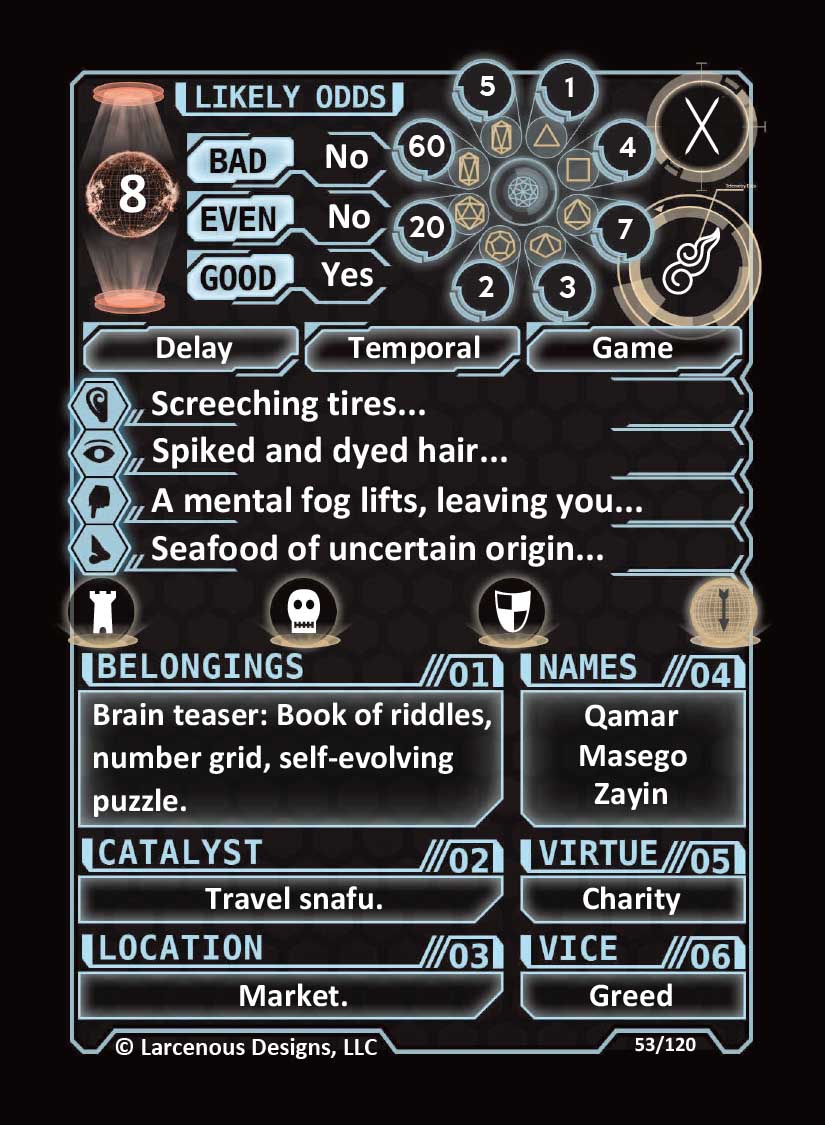 LIKELY ODDS
8
BAD No
EVEN No
GOOD Yes
5
1
60
4
20
7
2
3
Delay
Temporal
Game
Screeching tires...
Spiked and dyed hair...
A mental fog lifts, leaving you...
Seafood of uncertain origin...
BELONGINGS ///01
Brain teaser: Book of riddles,
number grid, self-evolving
puzzle.
NAMES ///04
Qamar
Masego
Zayin
CATALYST ///02
Travel snafu.
VIRTUE ///05
Charity
LOCATION ///03
Market.
VICE ///06
Greed
© Larcenous Designs, LLC
53/120